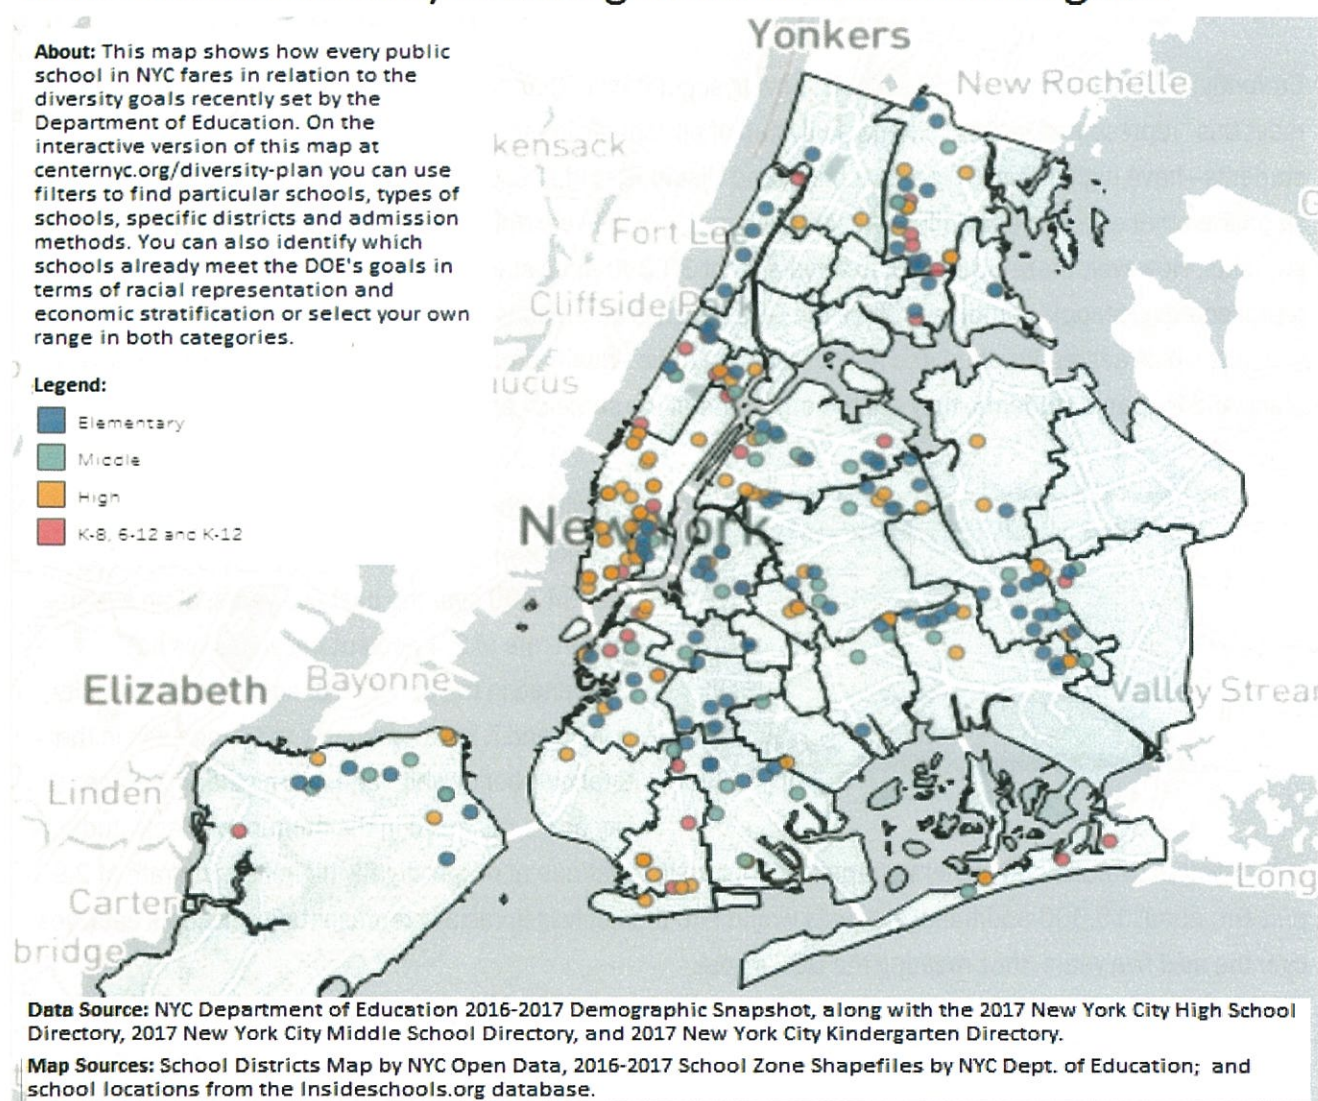 Yonkers
About: This map shows how every public
school in NYC fares in relation to the
diversity goals recently set by the
Department of Education. On the
interactive version of this map at
centernyc.org/diversity-plan you can use
filters to find particular schools, types of
schools, specific districts and admission
methods. You can also identify which
schools already meet the DOE's goals in
terms of racial representation and
economic stratification or select your own
range in both categories.
New Rochelle
kensack
Fort Lee
Cliffside Park
ucus
Legend:
Elementary
Middle
High
K-8, 6-12 and K-12
New York
Elizabeth
Bayonne
Valley Strear
Linden
Carter
Long
bridge
Data Source: NYC Department of Education 2016-2017 Demographic Snapshot, along with the 2017 New York City High School
Directory, 2017 New York City Middle School Directory, and 2017 New York City Kindergarten Directory.
Map Sources: School Districts Map by NYC Open Data, 2016-2017 School Zone Shapefiles by NYC Dept. of Education; and
school locations from the Insideschools.org database.